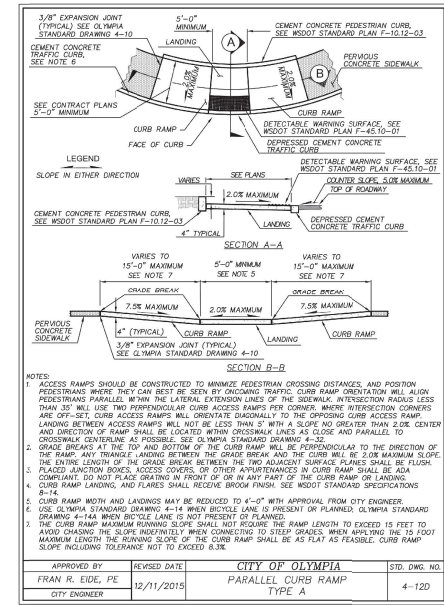 3/8" EXPANSION JOINT
(TYPICAL) SEE OLYMPIA
STANDARD DRAWING 4-10
5'-0"
MINIMUM
LANDING
A
CEMENT CONCRETE PEDESTRIAN CURB,
SEE WSDOT STANDARD PLAN F-10.12-03
CEMENT CONCRETE
TRAFFIC CURB,
SEE NOTE 6
2.0%
MAXIMUM
2.0%
MAXIMUM
PERVIOUS
CONCRETE SIDEWALK
B
SEE CONTRACT PLANS
5'-0" MINIMUM
CURB RAMP
CURB RAMP
FACE OF CURB
DETECTABLE WARNING SURFACE, SEE
WSDOT STANDARD PLAN F-45.10-01
DEPRESSED CEMENT CONCRETE
TRAFFIC CURB
LEGEND
SLOPE IN EITHER DIRECTION
DETECTABLE WARNING SURFACE, SEE
WSDOT STANDARD PLAN F-45.10-01
VARIES
SEE PLANS
COUNTER SLOPE, 5.0% MAXIMUM
TOP OF ROADWAY
2.0% MAXIMUM
CEMENT CONCRETE PEDESTRIAN CURB,
SEE WSDOT STANDARD PLAN F-10.12-03
4" TYPICAL
LANDING
DEPRESSED CEMENT
CONCRETE TRAFFIC CURB
SECTION A-A
VARIES TO
15'-0" MAXIMUM
SEE NOTE 7
5'-0" MINIMUM
SEE NOTE 5
VARIES TO
15'-0" MAXIMUM
SEE NOTE 7
GRADE BREAK
GRADE BREAK
7.5% MAXIMUM
2.0% MAXIMUM
7.5% MAXIMUM
PERVIOUS
CONCRETE
SIDEWALK
4" (TYPICAL)
CURB RAMP
LANDING
CURB RAMP
3/8" EXPANSION JOINT (TYPICAL)
SEE OLYMPIA STANDARD DRAWING 4-10
SECTION B-B
NOTES:
1. ACCESS RAMPS SHOULD BE CONSTRUCTED TO MINIMIZE PEDESTRIAN CROSSING DISTANCES, AND POSITION
PEDESTRIANS WHERE THEY CAN BEST BE SEEN BY ONCOMING TRAFFIC. CURB RAMP ORENTATION WILL ALIGN
PEDESTRIANS PARALLEL WITHIN THE LATERAL EXTENSION LINES OF THE SIDEWALK. INTERSECTION RADIUS LESS
THAN 35' WILL USE TWO PERPENDICULAR CURB ACCESS RAMPS PER CORNER. WHERE INTERSECTION CORNERS
ARE OFF-SET, CURB ACCESS RAMPS WILL ORIENTATE DIAGONALLY TO THE OPPOSING CURB ACCESS RAMP.
LANDING BETWEEN ACCESS RAMPS WILL NOT BE LESS THAN 5' WITH A SLOPE NO GREATER THAN 2.0% CENTER
AND DIRECTION OF RAMP SHALL BE LOCATED WITHIN CROSSWALK LINES AS CLOSE AND PARALLEL TO
CROSSWALK CENTERLINE AS POSSIBLE. SEE OLYMPIA STANDARD DRAWING 4-32.
2. GRADE BREAKS AT THE TOP AND BOTTOM OF THE CURB RAMP WILL BE PERPENDICULAR TO THE DIRECTION OF
THE RAMP. ANY TRIANGLE LANDING BETWEEN THE GRADE BREAK AND THE CURB WILL BE 2.0% MAXIMUM SLOPE.
THE ENTIRE LENGTH OF THE GRADE BREAK BETWEEN THE TWO ADJACENT SURFACE PLANES SHALL BE FLUSH.
3. PLACED JUNCTION BOXES, ACCESS COVERS, OR OTHER APPURTENANCES IN CURB RAMP SHALL BE ADA
COMPLIANT. DO NOT PLACE GRATING IN FRONT OF OR IN ANY PART OF THE CURB RAMP OR LANDING.
4. CURB RAMP LANDING, AND FLARES SHALL RECEIVE BROOM FINISH. SEE WSDOT STANDARD SPECIFICATIONS
8-14.
5. CURB RAMP WIDTH AND LANDINGS MAY BE REDUCED TO 4'-0" WITH APPROVAL FROM CITY ENGINEER.
6. USE OLYMPIA STANDARD DRAWING 4-14 WHEN BICYCLE LANE IS PRESENT OR PLANNED; OLYMPIA STANDARD
DRAWING 4-14A WHEN BICYCLE LANE IS NOT PRESENT OR PLANNED.
7. THE CURB RAMP MAXIMUM RUNNING SLOPE SHALL NOT REQUIRE THE RAMP LENGTH TO EXCEED 15 FEET TO
AVOID CHASING THE SLOPE INDEFINITELY WHEN CONNECTING TO STEEP GRADES. WHEN APPLYING THE 15 FOOT
MAXIMUM LENGTH THE RUNNING SLOPE OF THE CURB RAMP SHALL BE AS FLAT AS FEASIBLE. CURB RAMP
SLOPE INCLUDING TOLERANCE NOT TO EXCEED 8.3%.
APPROVED BY
REVISED DATE
CITY OF OLYMPIA
STD. DWG. NO.
FRAN R. EIDE, PE
CITY ENGINEER
12/11/2015
PARALLEL CURB RAMP
TYPE A
4-12D